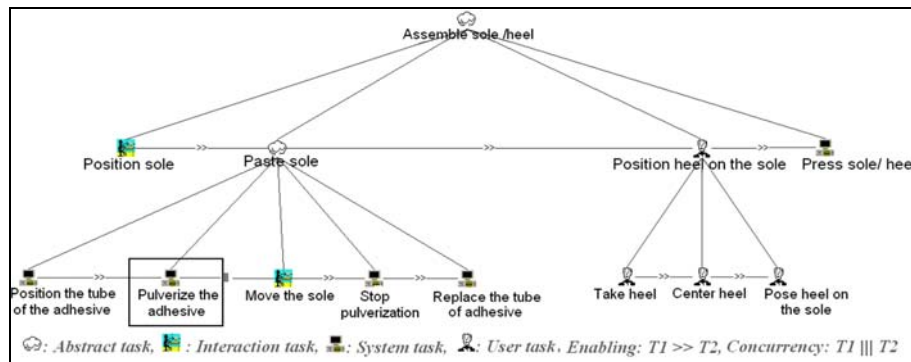 Assemble sole /heel
>> >> >>
Position sole Paste sole Position heel on the sole Press sole/ heel
>> >> >> >> >>
Position the tube of the adhesive
Pulverize the adhesive
Move the sole
Stop pulverization
Replace the tube of adhesive
Take heel Center heel Pose heel on the sole
: Abstract task, : Interaction task, : System task, : User task, Enabling: T1 >> T2, Concurrency: T1 ||| T2